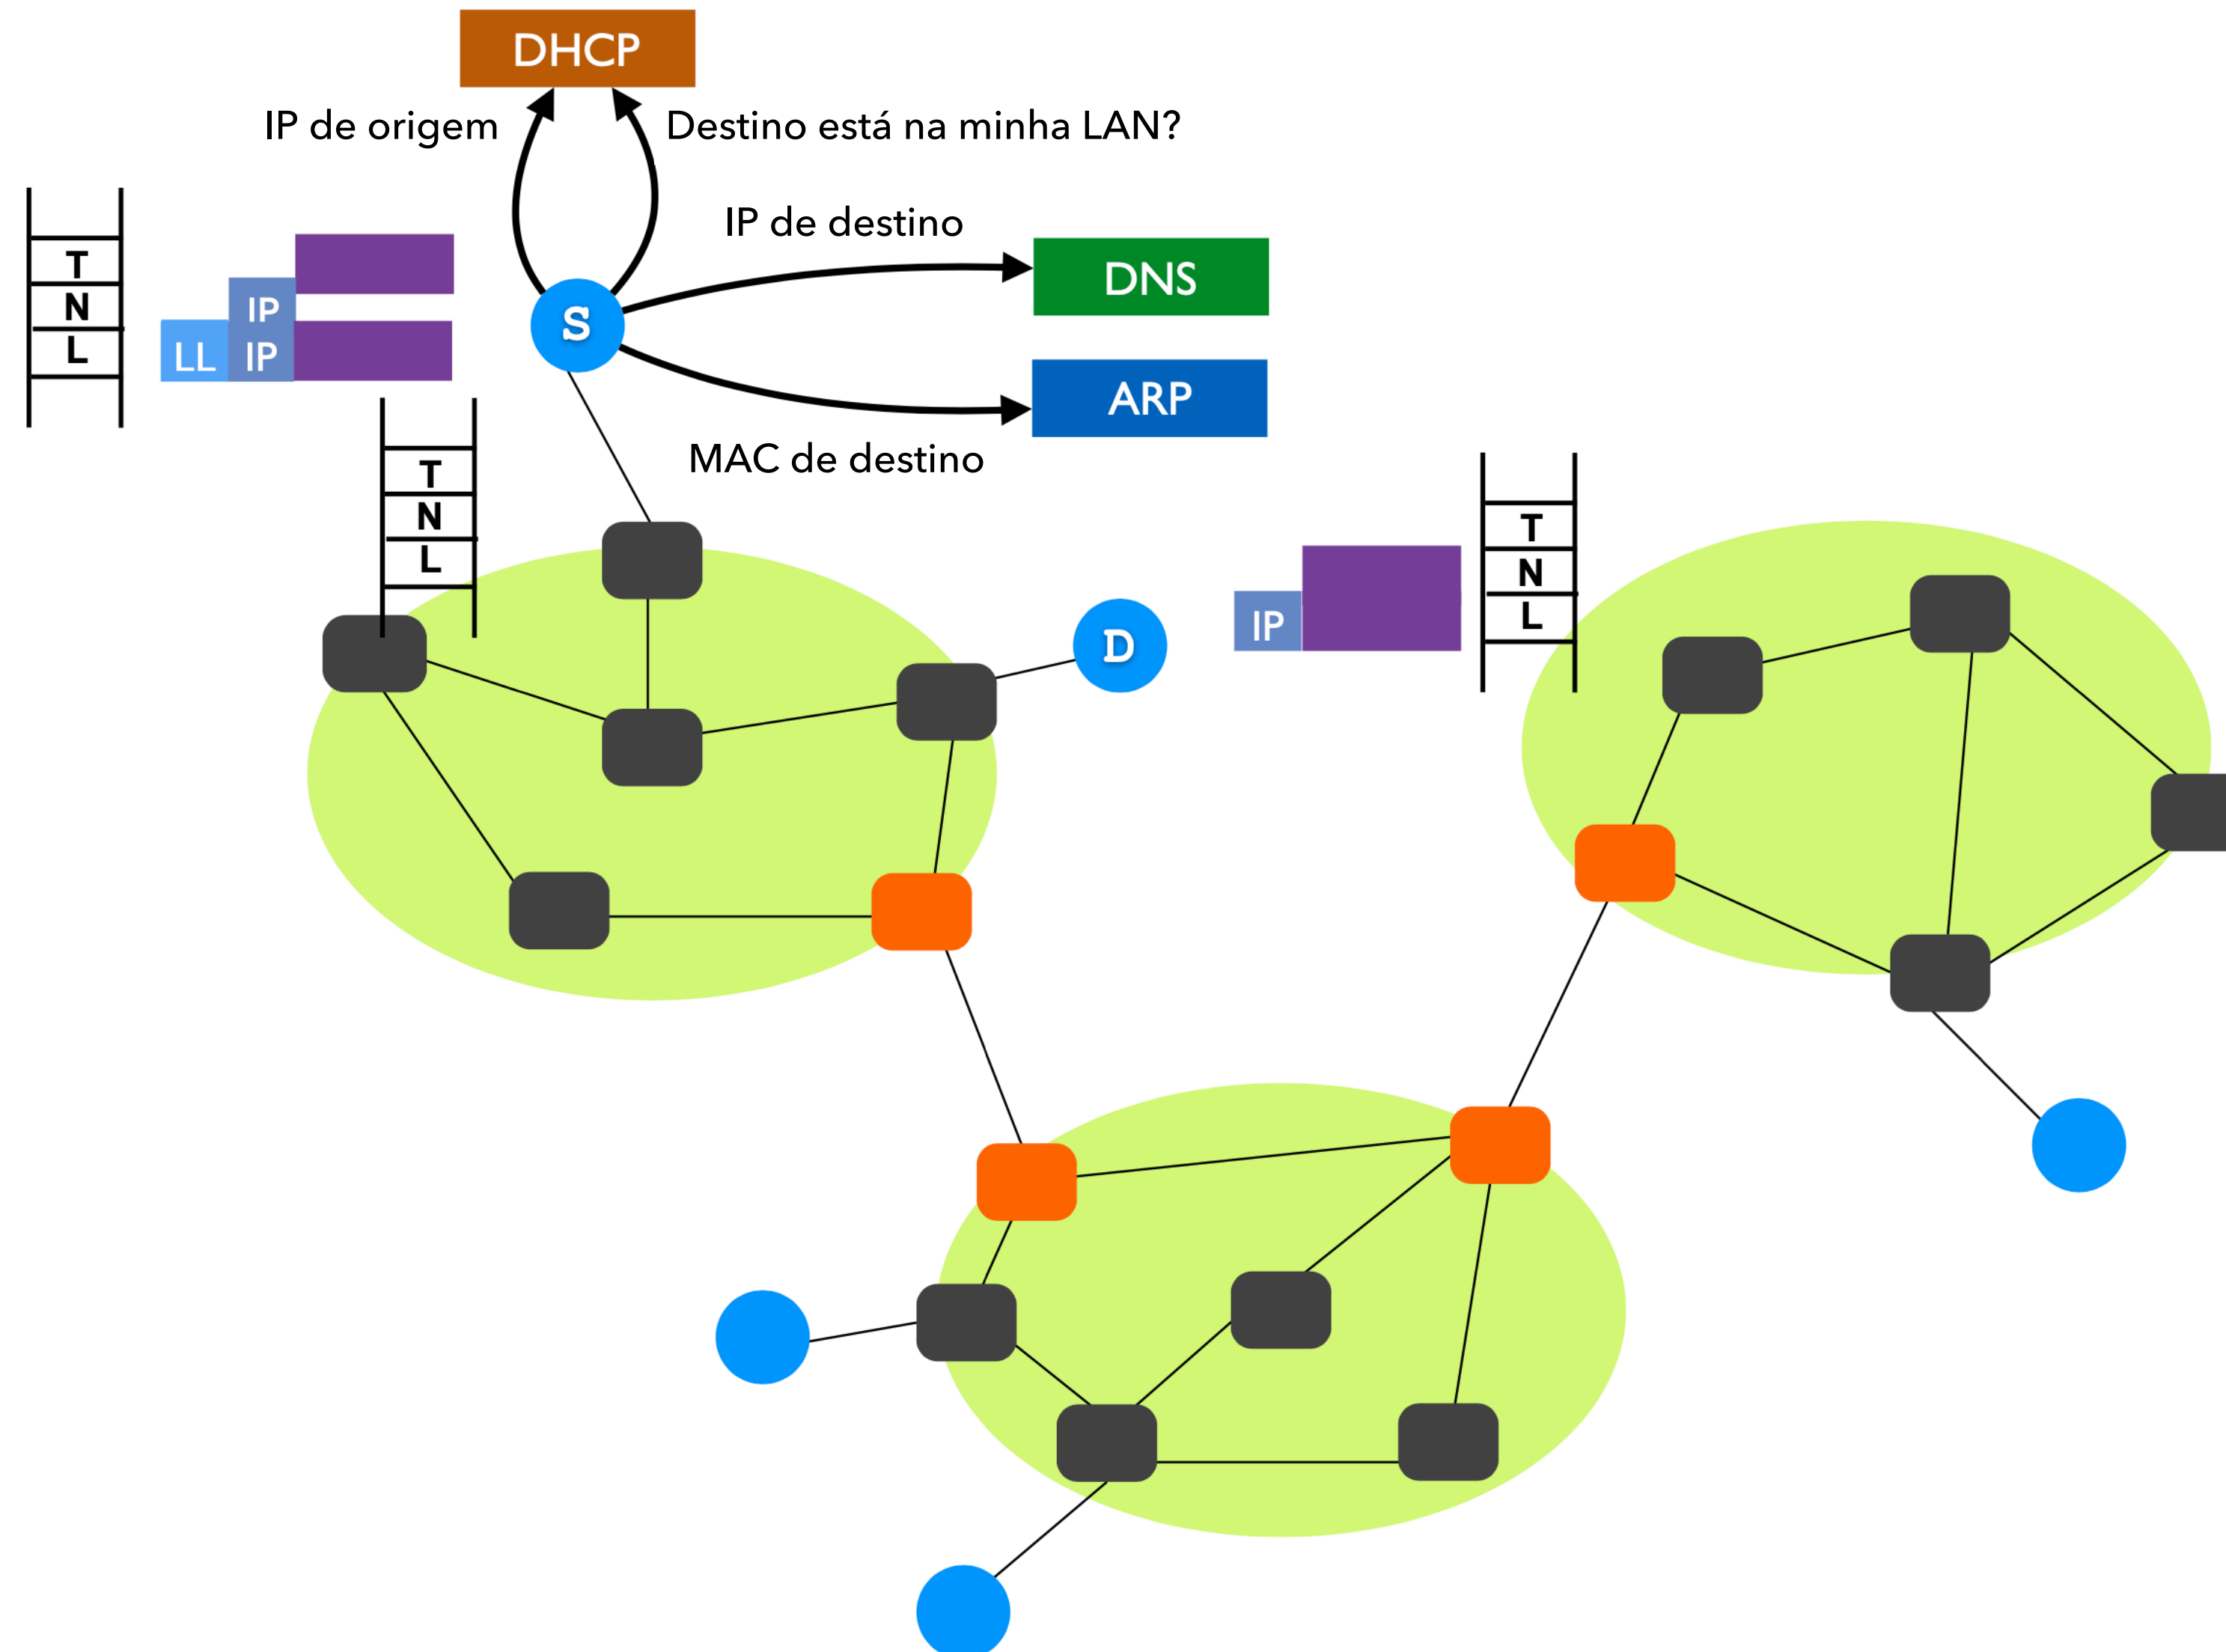 DHCP
IP de origem
Destino está na minha LAN?
IP de destino
T
N
L
IP
LL IP
S
DNS
ARP
MAC de destino
T
N
L
T
N
L
IP
D